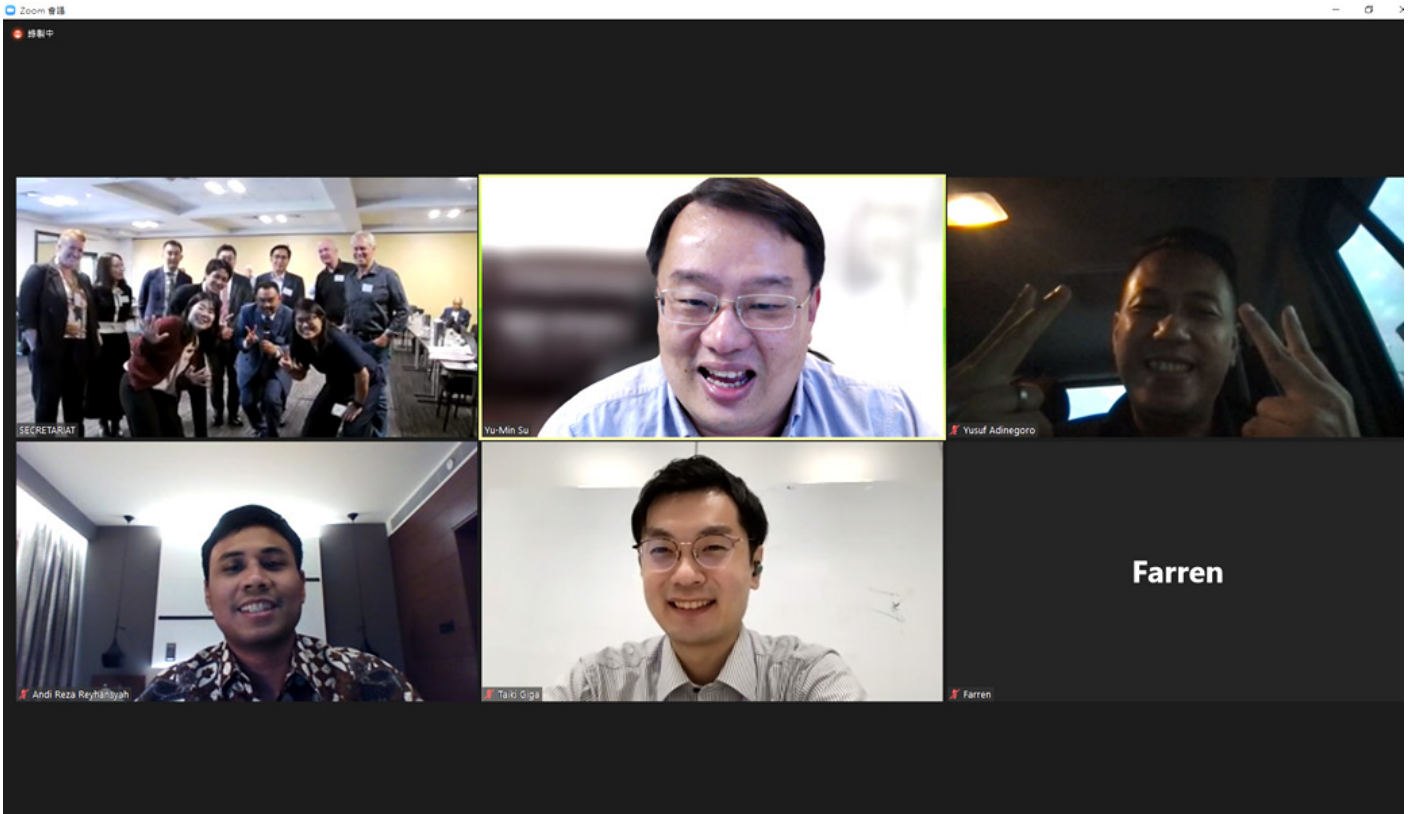 Zoom 會議
錄製中
SECRETARIAT
Yu-Min Su
Yusuf Adinegoro
Andi Reza Reyhansyah
Taiki Giga
Farren
Farren